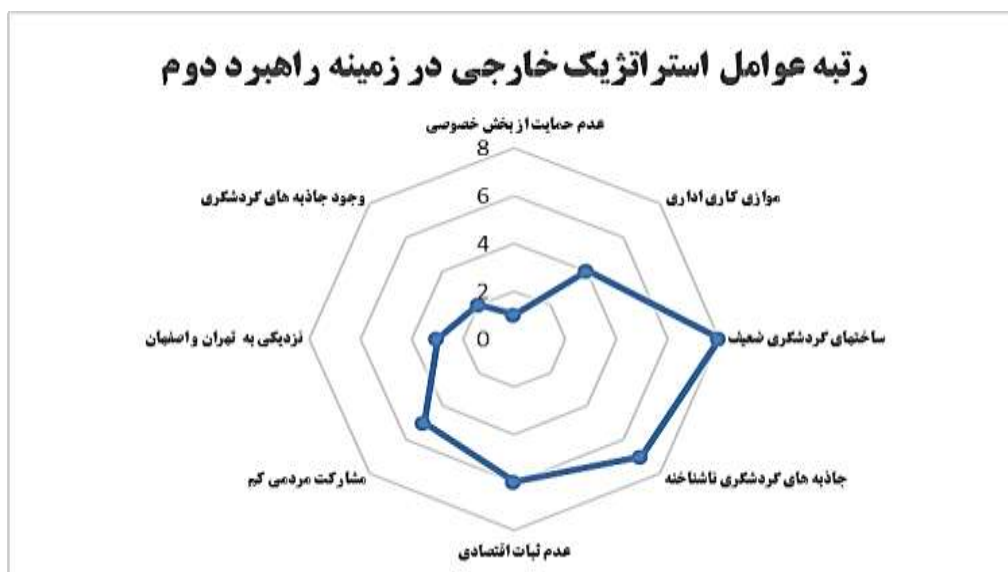 رتبه عوامل استراتژیک خارجی در زمینه راهبرد دوم
عدم حمایت از بخش خصوصی
8
وجود جاذبه های گردشگری
موازی کاری اداری
6
4
2
نزدیکی به تهران و اصفهان
0
ساختهای گردشگری ضعیف
مشارکت مردمی کم
جاذبه های گردشگری ناشناخته
عدم ثبات اقتصادی